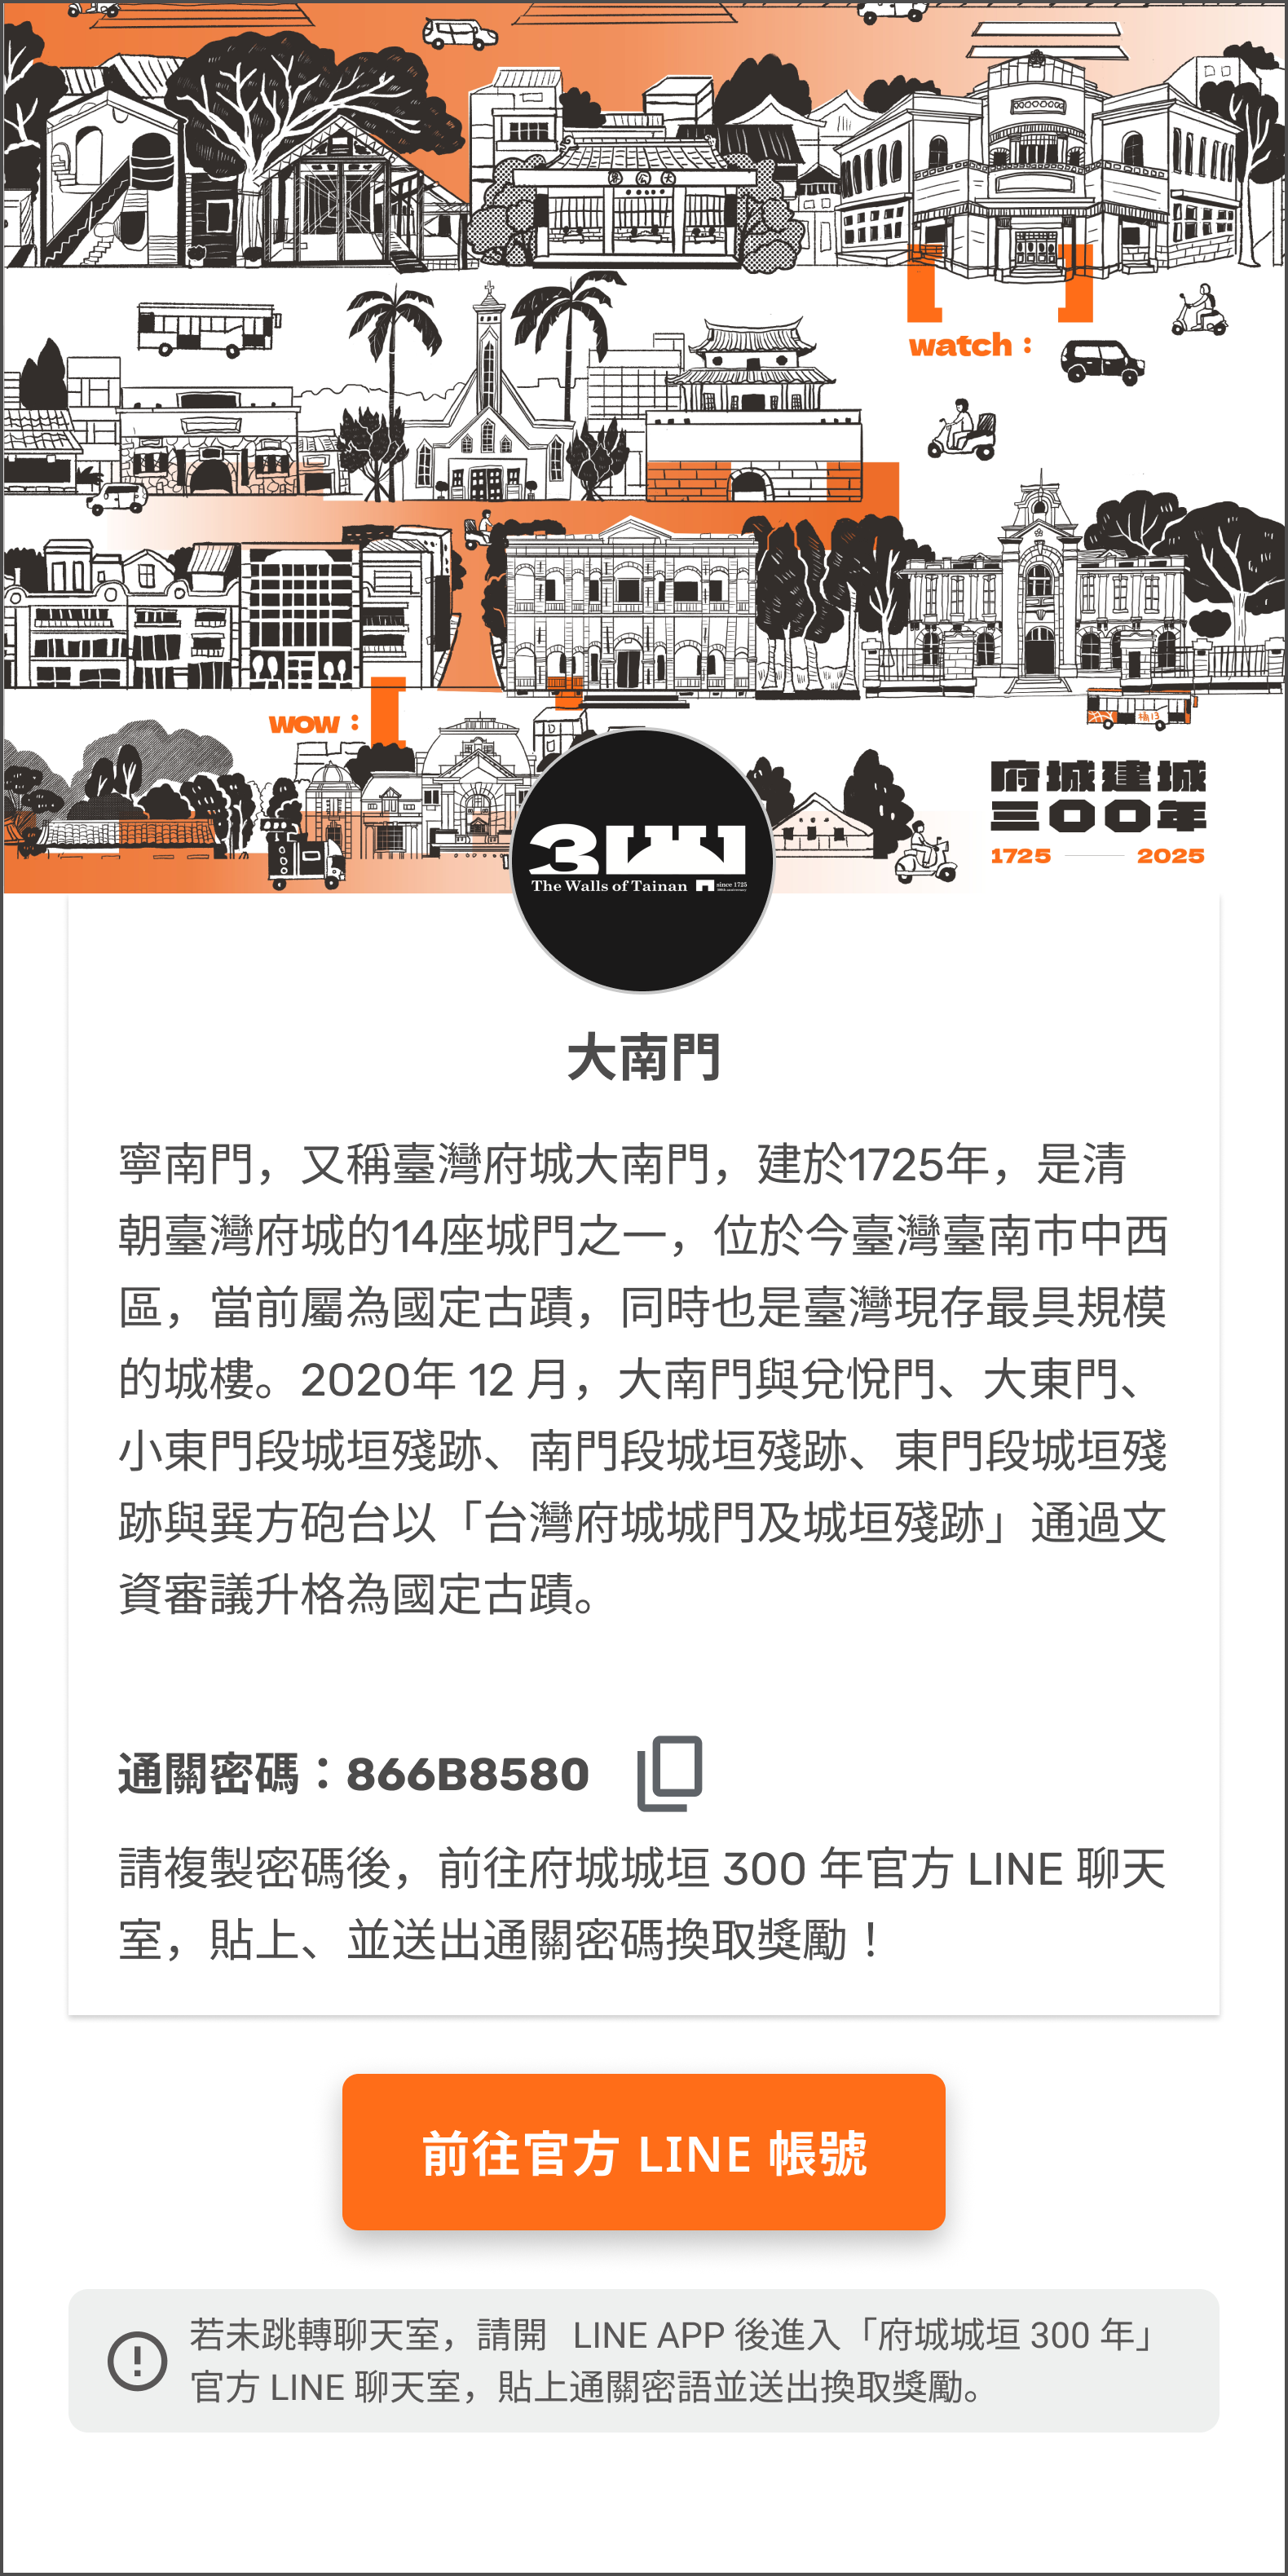 watch：
wow：
府城建城
三〇〇年
1725 2025
3
The Walls of Tainan
since 1725
大南門
寧南門，又稱臺灣府城大南門，建於1725年，是清
朝臺灣府城的14座城門之一，位於今臺灣臺南市中西
區，當前屬為國定古蹟，同時也是臺灣現存最具規模
的城樓。2020年 12 月，大南門與兌悅門、大東門、
小東門段城垣殘跡、南門段城垣殘跡、東門段城垣殘
跡與巽方砲台以「台灣府城城門及城垣殘跡」通過文
資審議升格為國定古蹟。
通關密碼：866B8580
請複製密碼後，前往府城城垣 300 年官方 LINE 聊天
室，貼上、並送出通關密碼換取獎勵！
前往官方 LINE 帳號
若未跳轉聊天室，請開 LINE APP 後進入「府城城垣 300 年」
官方 LINE 聊天室，貼上通關密語並送出換取獎勵。